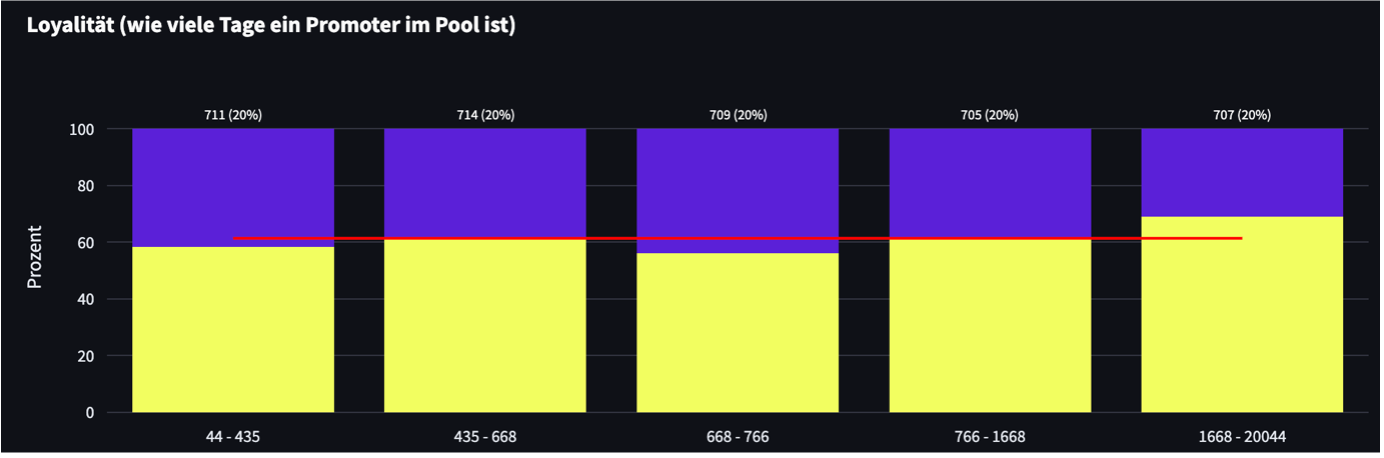 Loyalität (wie viele Tage ein Promoter im Pool ist)
711 (20%) 714 (20%) 709 (20%) 705 (20%) 707 (20%)
100
80
60
40
20
0
Prozent
44 - 435 435 - 668 668 - 766 766 - 1668 1668 - 20044